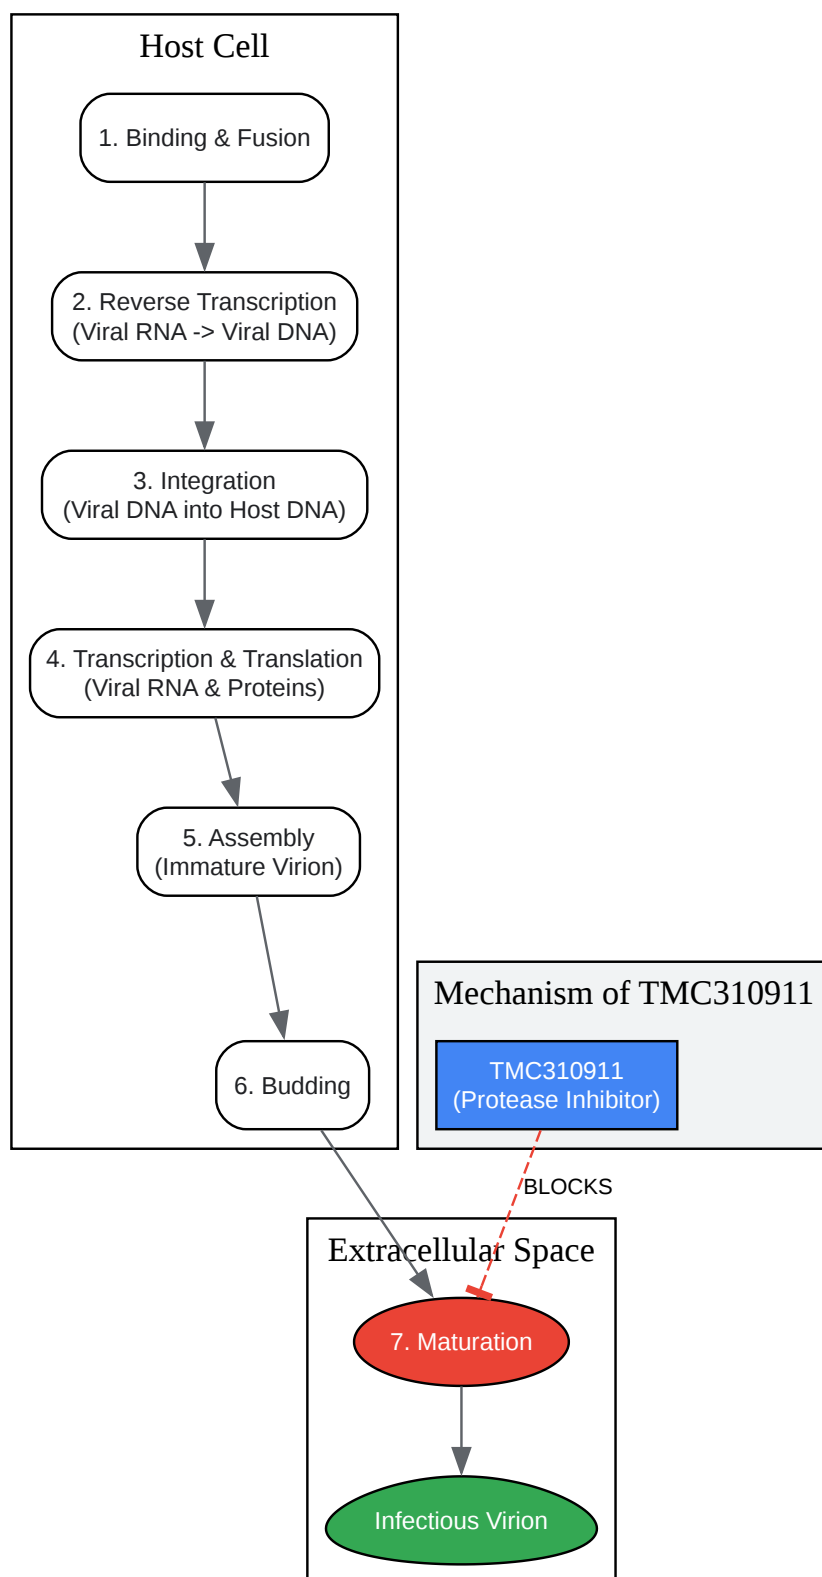 Host Cell
1. Binding & Fusion
2. Reverse Transcription
(Viral RNA -> Viral DNA)
3. Integration
(Viral DNA into Host DNA)
4. Transcription & Translation
(Viral RNA & Proteins)
5. Assembly
(Immature Virion)
6. Budding
Mechanism of TMC310911
TMC310911
(Protease Inhibitor)
BLOCKS
Extracellular Space
7. Maturation
Infectious Virion